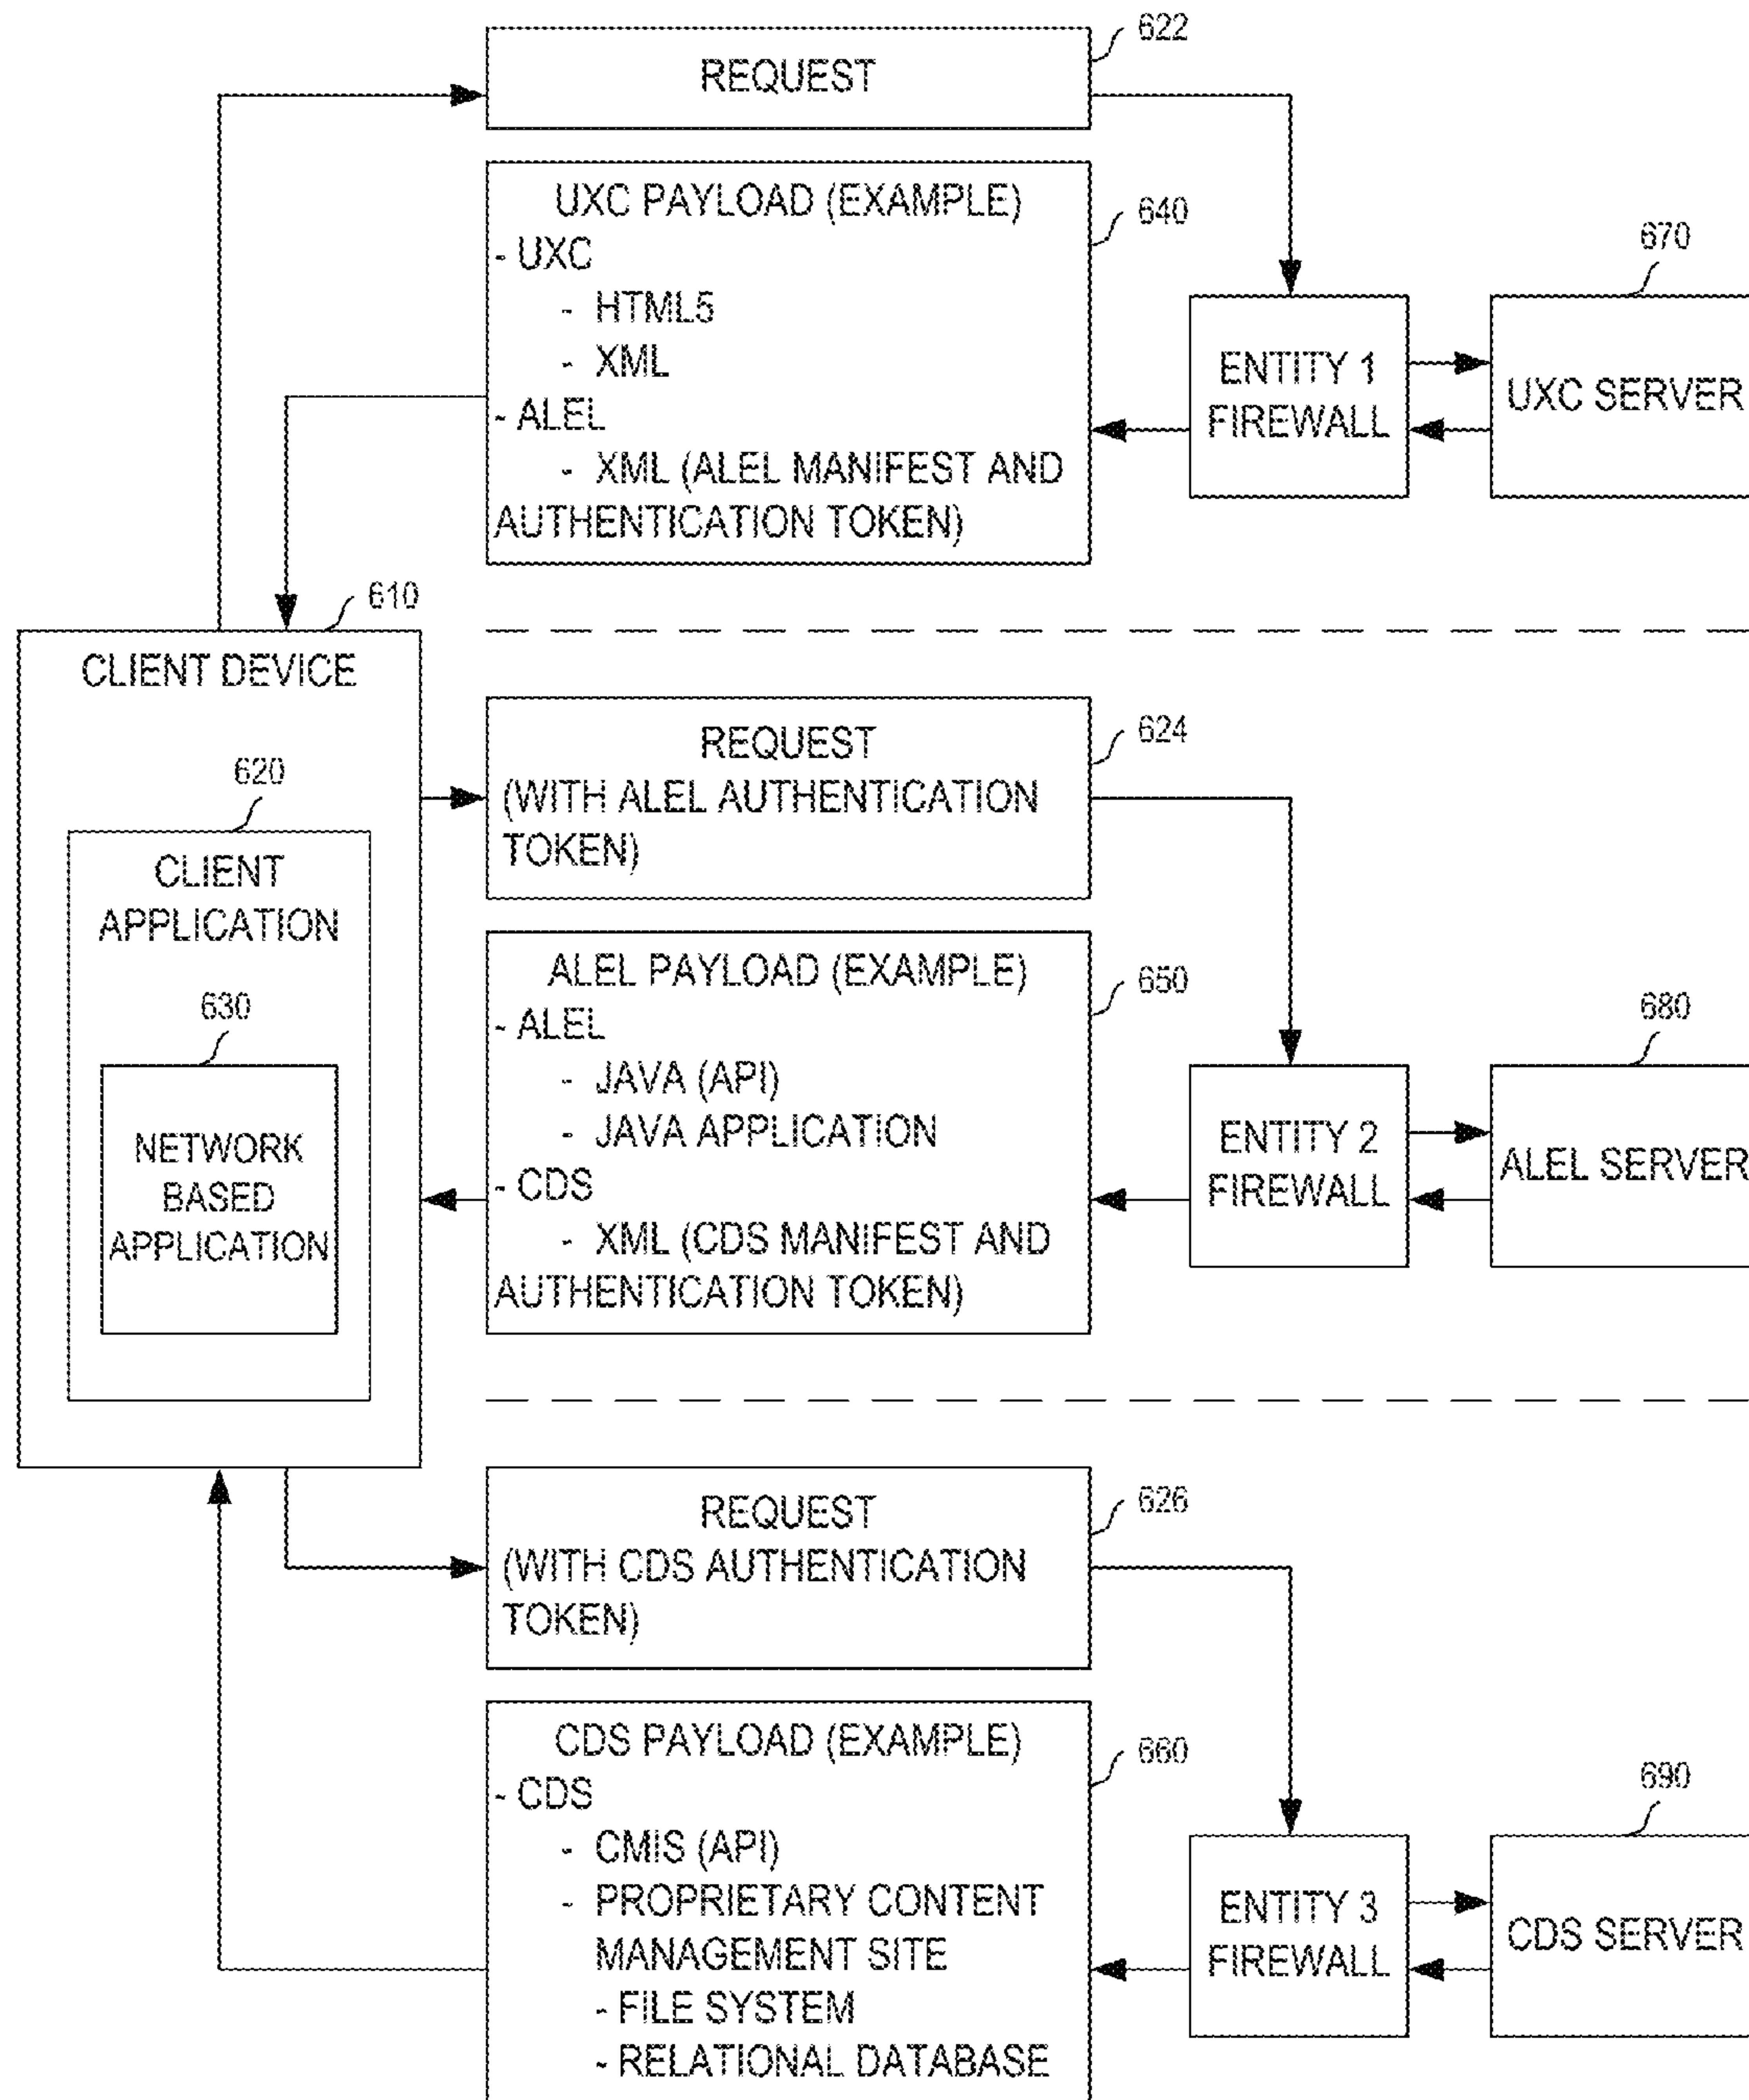 622
REQUEST
UXC PAYLOAD (EXAMPLE)
640
- UXC
- HTML5
- XML
- ALEL
- XML (ALEL MANIFEST AND
AUTHENTICATION TOKEN)
670
ENTITY 1
FIREWALL
UXC SERVER
610
CLIENT DEVICE
620
CLIENT
APPLICATION
630
NETWORK
BASED
APPLICATION
624
REQUEST
(WITH ALEL AUTHENTICATION
TOKEN)
ALEL PAYLOAD (EXAMPLE)
650
- ALEL
- JAVA (API)
- JAVA APPLICATION
- CDS
- XML (CDS MANIFEST AND
AUTHENTICATION TOKEN)
680
ENTITY 2
FIREWALL
ALEL SERVER
626
REQUEST
(WITH CDS AUTHENTICATION
TOKEN)
CDS PAYLOAD (EXAMPLE)
660
- CDS
- CMIS (API)
- PROPRIETARY CONTENT
MANAGEMENT SITE
- FILE SYSTEM
- RELATIONAL DATABASE
690
ENTITY 3
FIREWALL
CDS SERVER